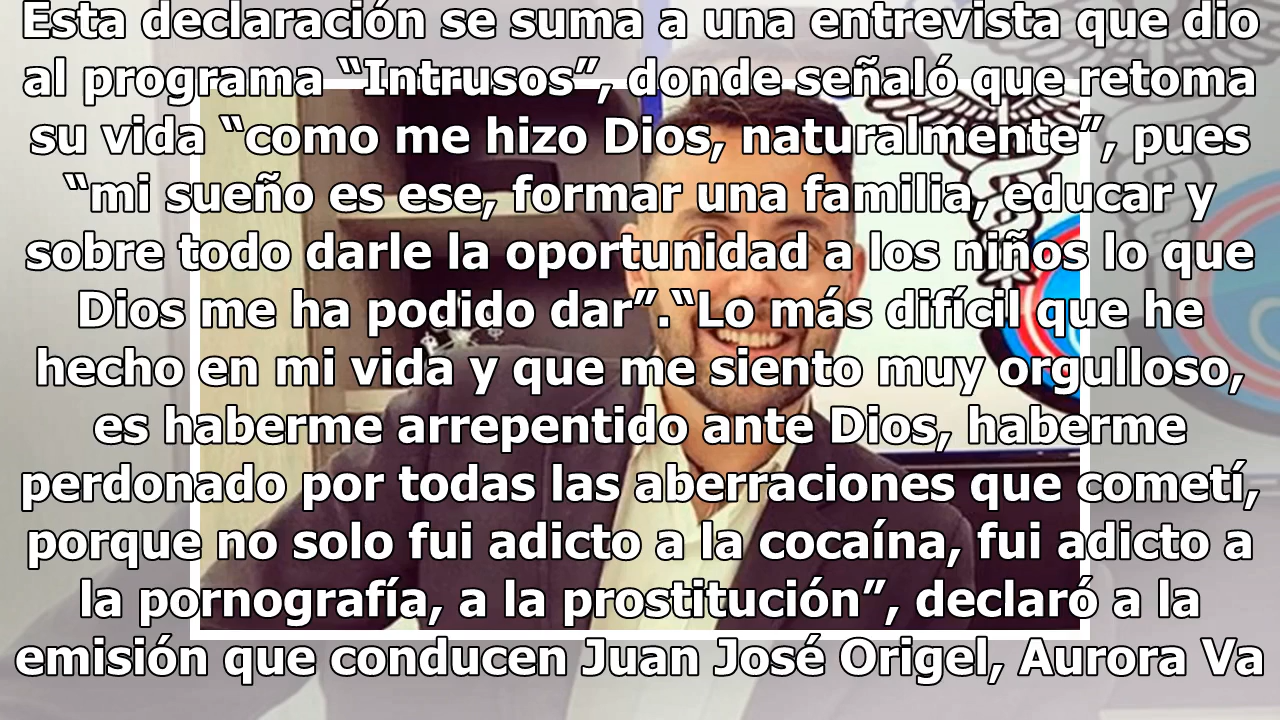 Esta declaración se suma a una entrevista que dio
al programa “Intrusos”, donde señaló que retoma
su vida “como me hizo Dios, naturalmente”, pues
“mi sueño es ese, formar una familia, educar y
sobre todo darle la oportunidad a los niños lo que
Dios me ha podido dar”.“Lo más difícil que he
hecho en mi vida y que me siento muy orgulloso,
es haberme arrepentido ante Dios, haberme
perdonado por todas las aberraciones que cometí,
porque no solo fui adicto a la cocaína, fui adicto a
la pornografía, a la prostitución”, declaró a la
emisión que conducen Juan José Origel, Aurora Va